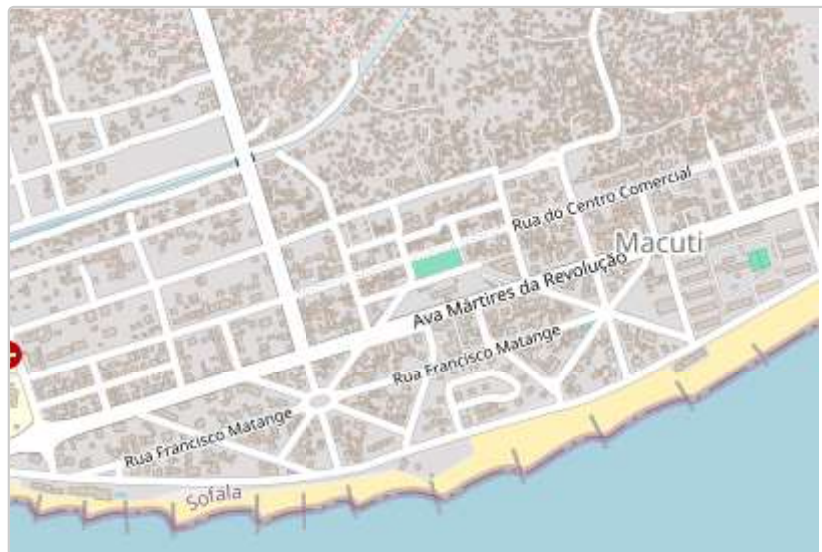 Rua do Centro Comercial
Macuti
Ava Mártires da Revolução
Rua Francisco Matange
Rua Francisco Matange
Sofala